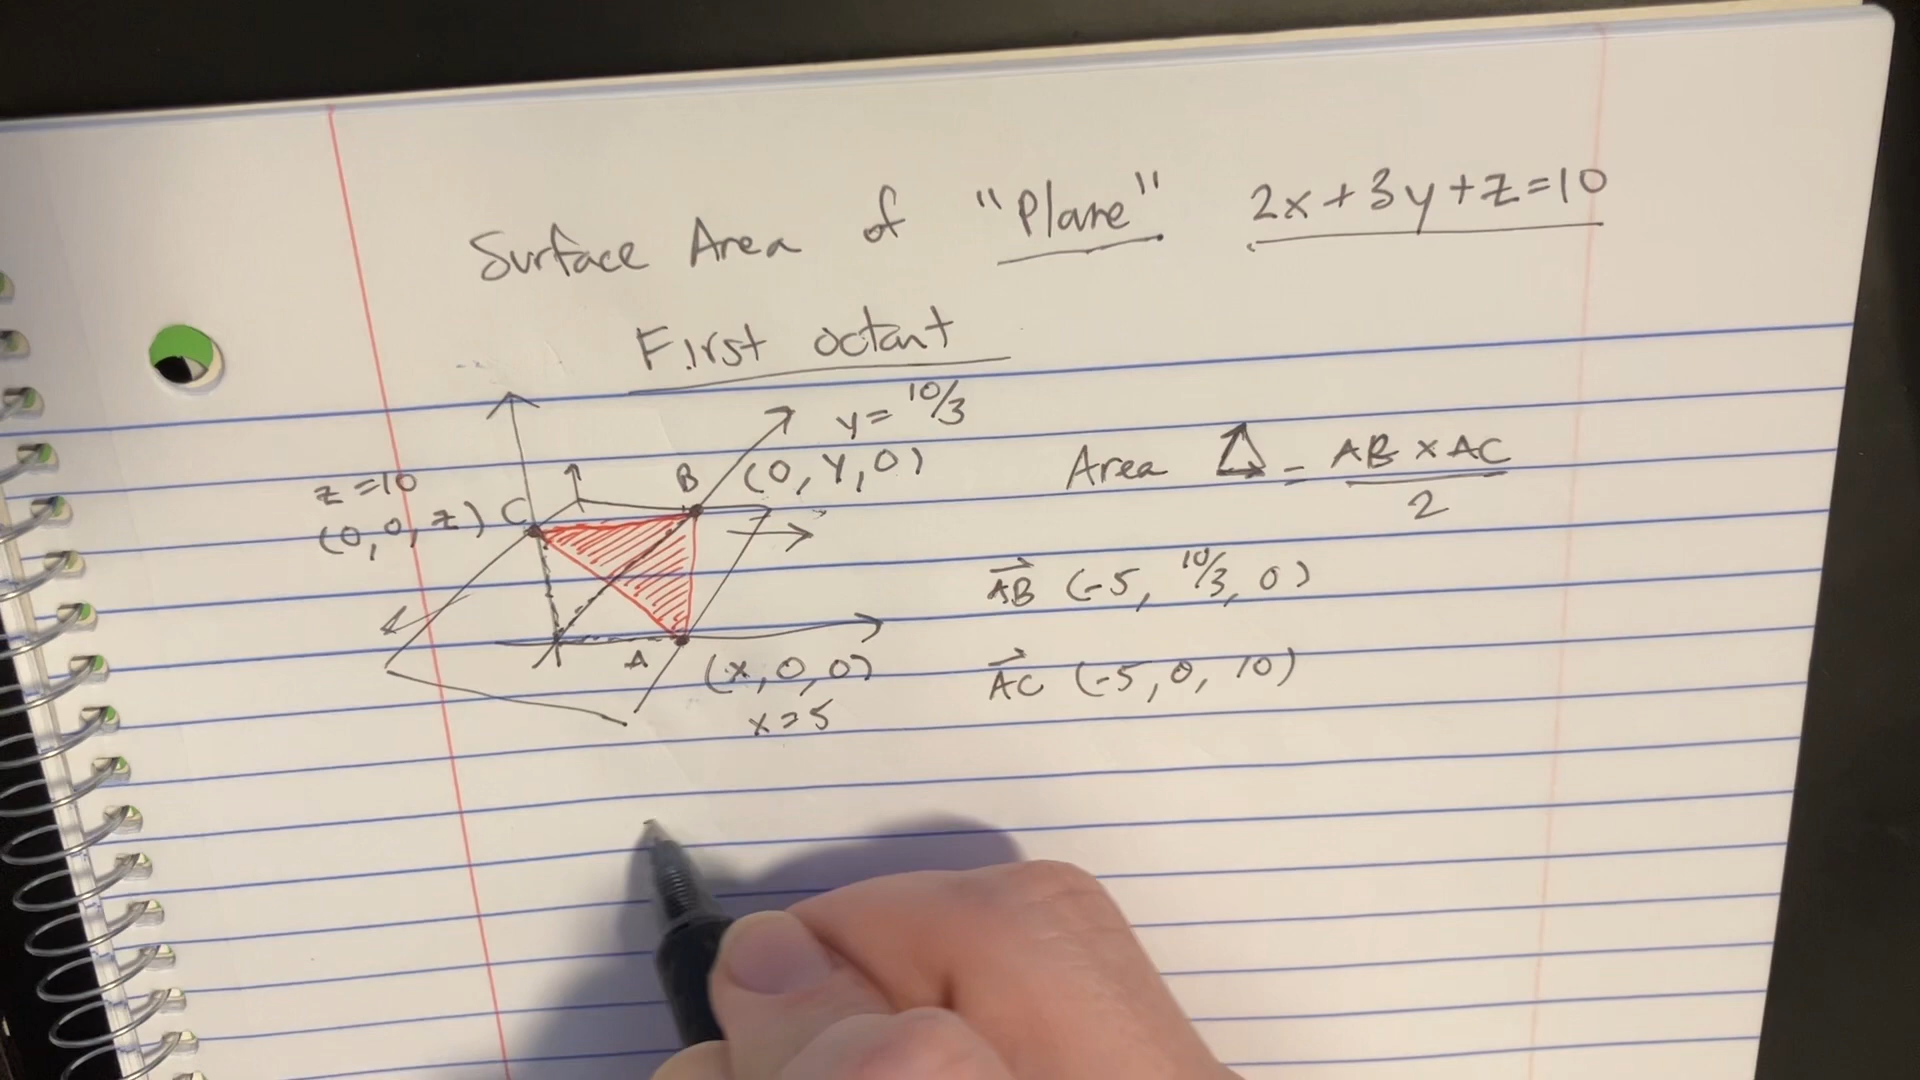 Surface Area of "Plane" 2x+3y+z=10
First octant
y = 10/3
z=10
B (0, Y, 0)
(0, 0, z) C
Area △ = AB × AC / 2
AB (-5, 10/3, 0)
A (x, 0, 0)
AC (-5, 0, 10)
x=5